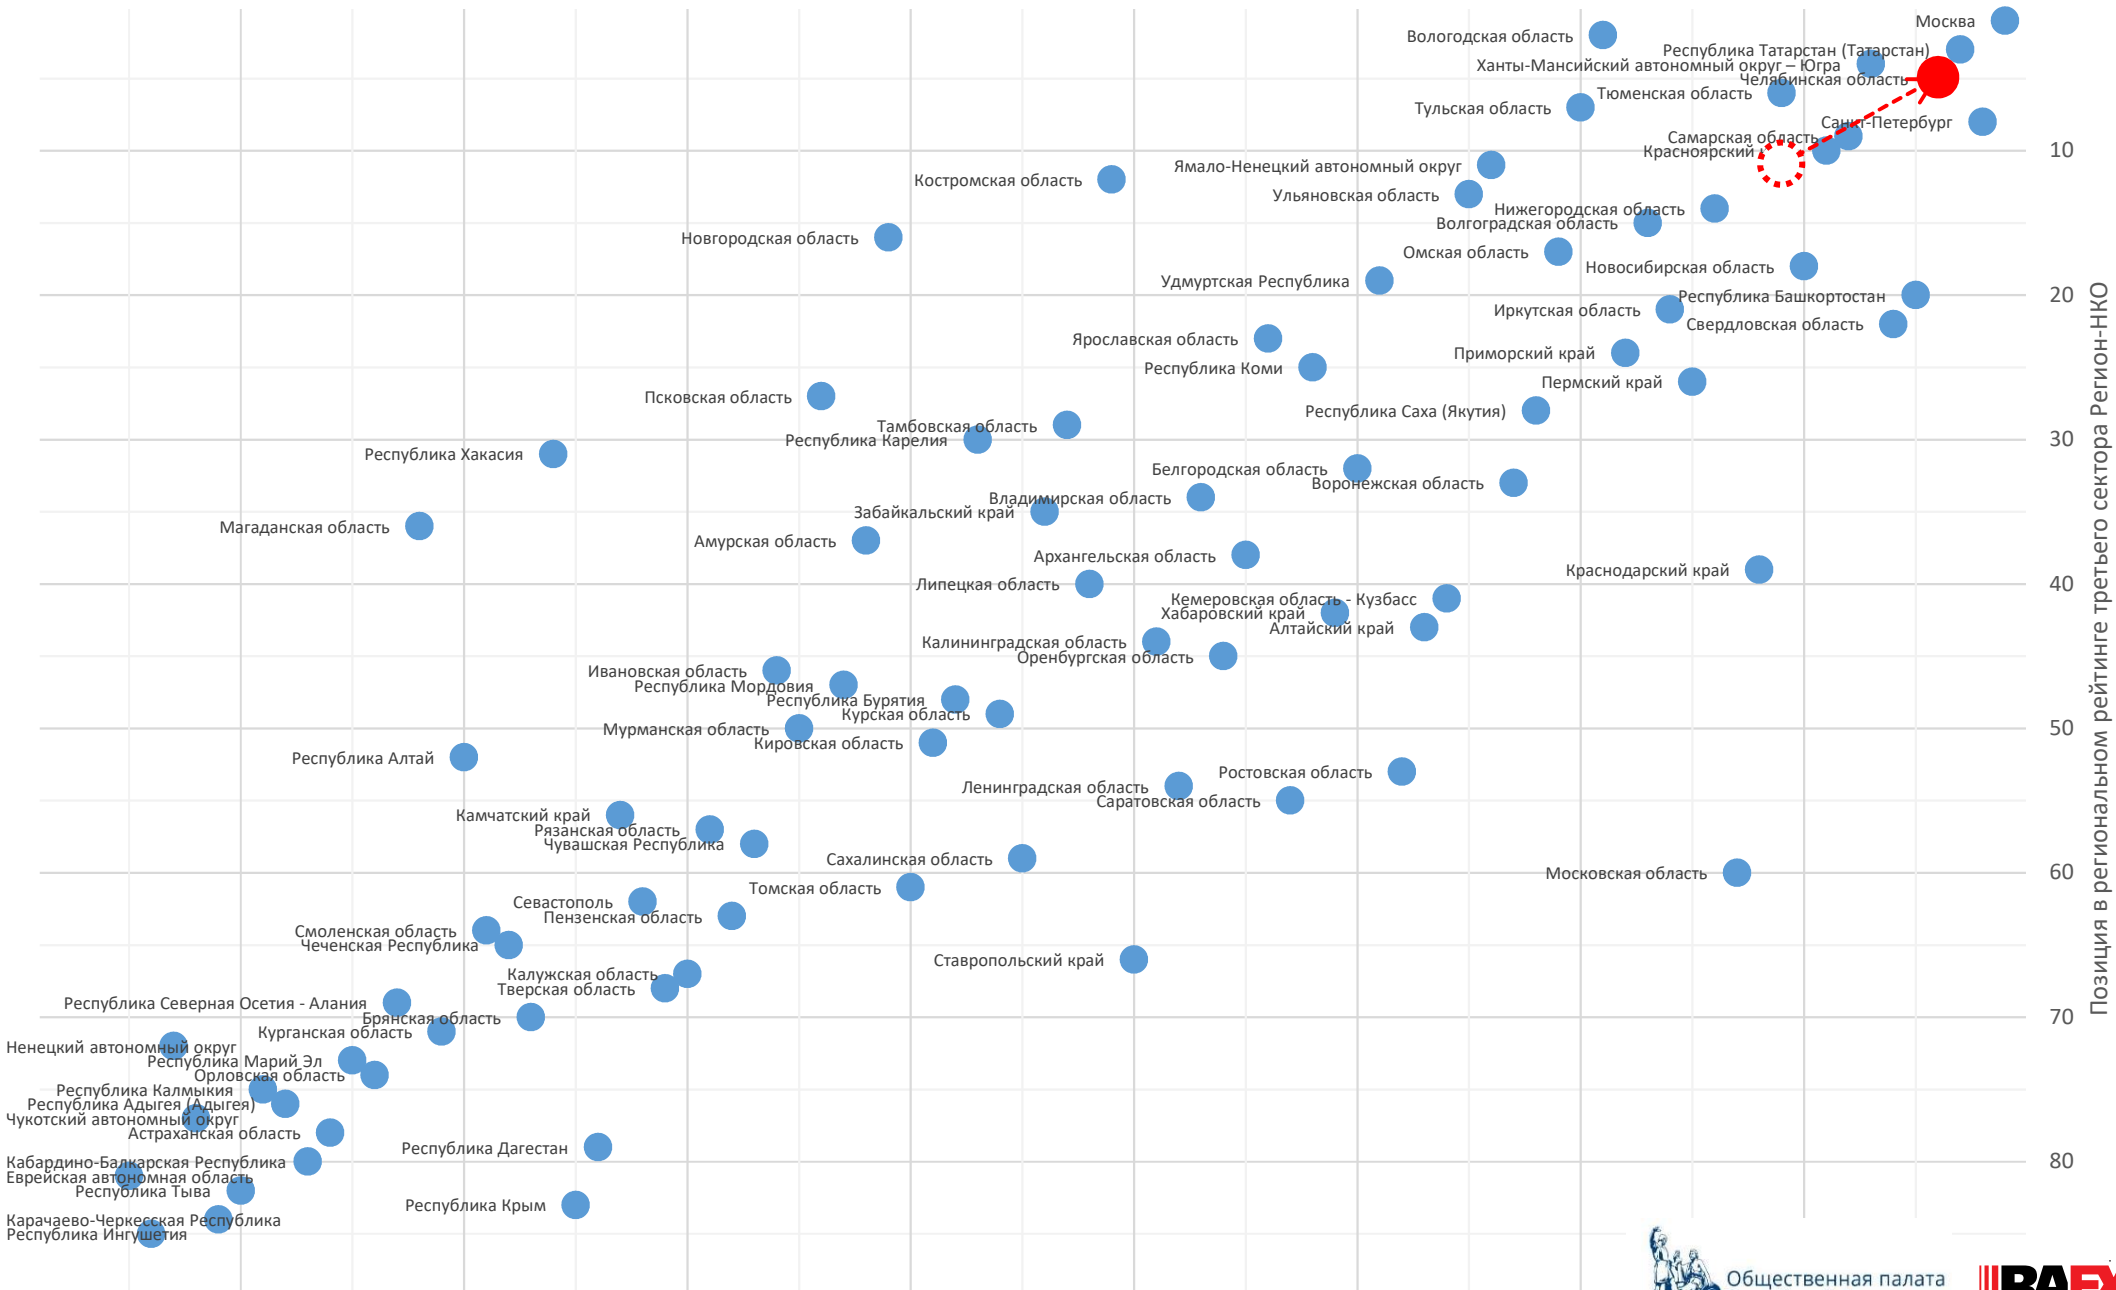 Москва
Вологодская область
Республика Татарстан (Татарстан)
Ханты-Мансийский автономный округ – Югра
Челябинская область
Тюменская область
Тульская область
Санкт-Петербург
Самарская область
Красноярский
10
Ямало-Ненецкий автономный округ
Костромская область
Ульяновская область
Нижегородская область
Волгоградская область
Новгородская область
Омская область
Новосибирская область
Удмуртская Республика
Республика Башкортостан
20
Иркутская область
Свердловская область
Ярославская область
Приморский край
Республика Коми
Пермский край
Псковская область
Республика Саха (Якутия)
Тамбовская область
Республика Карелия
30
Республика Хакасия
Белгородская область
Воронежская область
Владимирская область
Забайкальский край
Магаданская область
Амурская область
Архангельская область
Краснодарский край
Липецкая область
40
Кемеровская область - Кузбасс
Хабаровский край
Алтайский край
Калининградская область
Оренбургская область
Ивановская область
Республика Мордовия
Республика Бурятия
Курская область
Мурманская область
50
Кировская область
Республика Алтай
Ростовская область
Ленинградская область
Саратовская область
Камчатский край
Рязанская область
Чувашская Республика
Сахалинская область
Московская область
60
Томская область
Севастополь
Пензенская область
Смоленская область
Чеченская Республика
Ставропольский край
Калужская область
Тверская область
Республика Северная Осетия - Алания
Брянская область
70
Курганская область
Ненецкий автономный округ
Республика Марий Эл
Орловская область
Республика Калмыкия
Республика Адыгея (Адыгея)
Чукотский автономный округ
Астраханская область
Республика Дагестан
Кабардино-Балкарская Республика
80
Еврейская автономная область
Республика Тыва
Республика Крым
Карачаево-Черкесская Республика
Республика Ингушетия
Позиция в региональном рейтинге третьего сектора Регион-НКО
Общественная палата